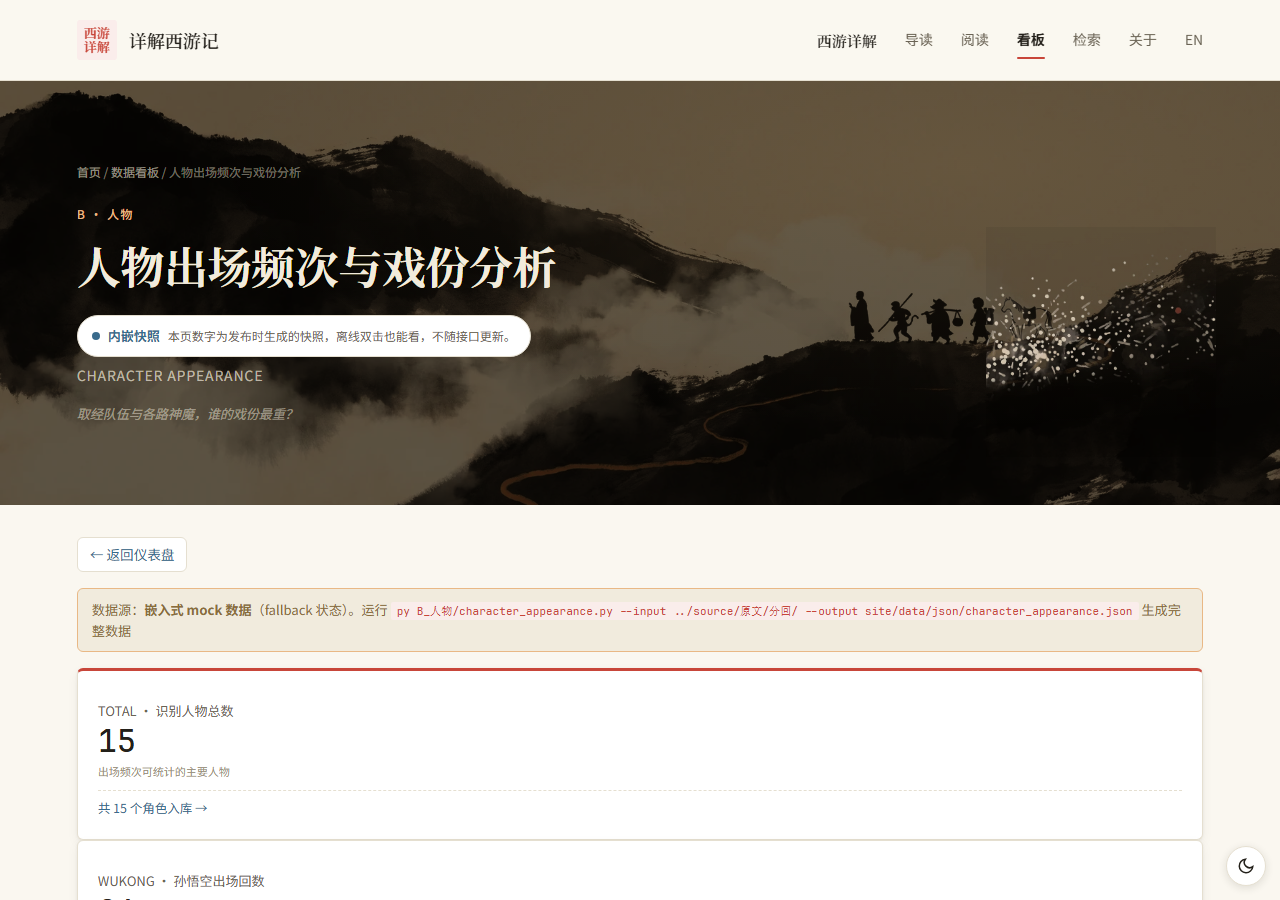 西游
详解
详解西游记
西游详解 导读 阅读 看板 检索 关于 EN
首页 / 数据看板 / 人物出场频次与戏份分析
B · 人物
人物出场频次与戏份分析
内嵌快照 本页数字为发布时生成的快照，离线双击也能看，不随接口更新。
CHARACTER APPEARANCE
取经队伍与各路神魔，谁的戏份最重？
← 返回仪表盘
数据源：嵌入式 mock 数据（fallback 状态）。运行 py B_人物/character_appearance.py --input ../source/原文/分回/ --output site/data/json/character_appearance.json 生成完
整数据
TOTAL · 识别人物总数
15
出场频次可统计的主要人物
共 15 个角色入库 →
WUKONG · 孙悟空出场回数